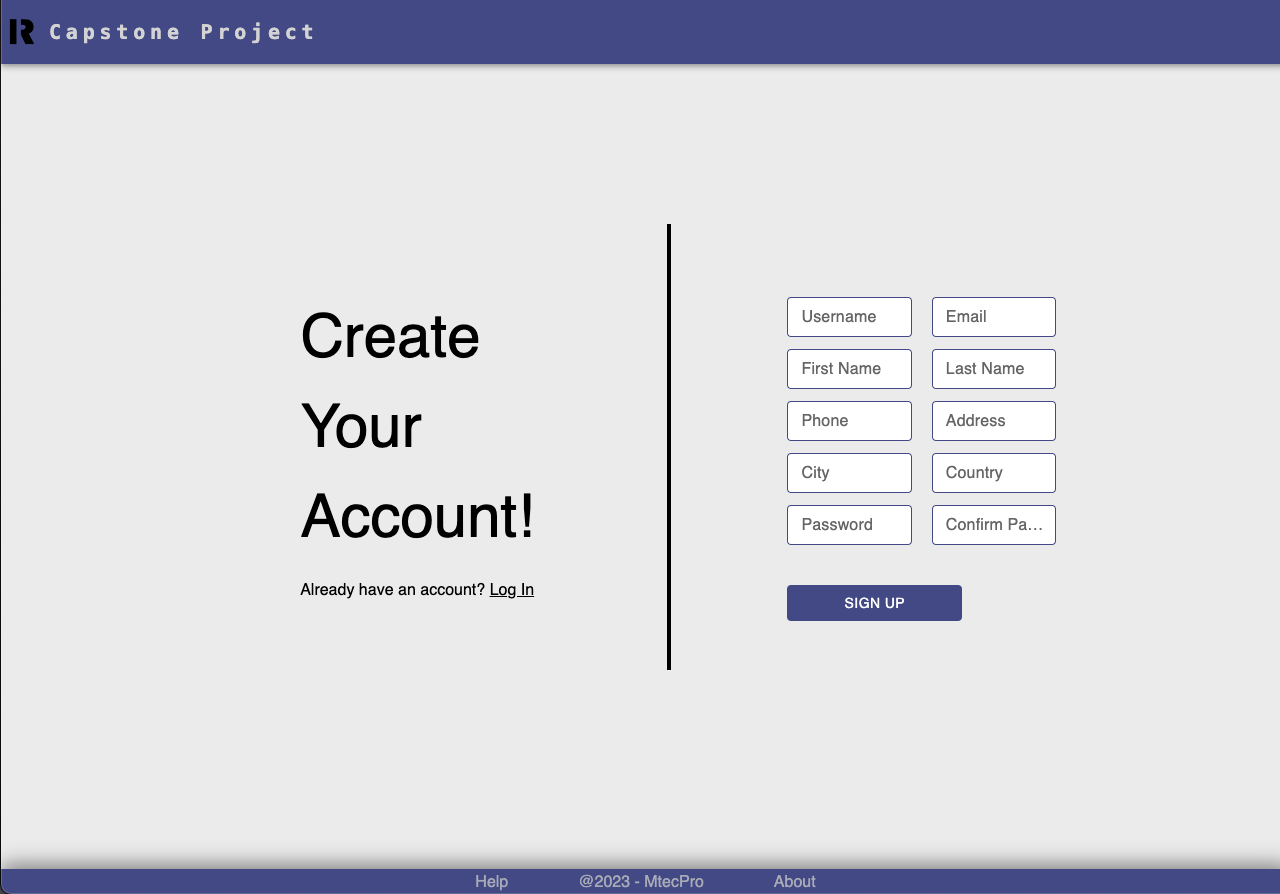 R Capstone Project
Create
Your
Account!
Already have an account? Log In
Username Email
First Name Last Name
Phone Address
City Country
Password Confirm Pa…
SIGN UP
Help @2023 - MtecPro About